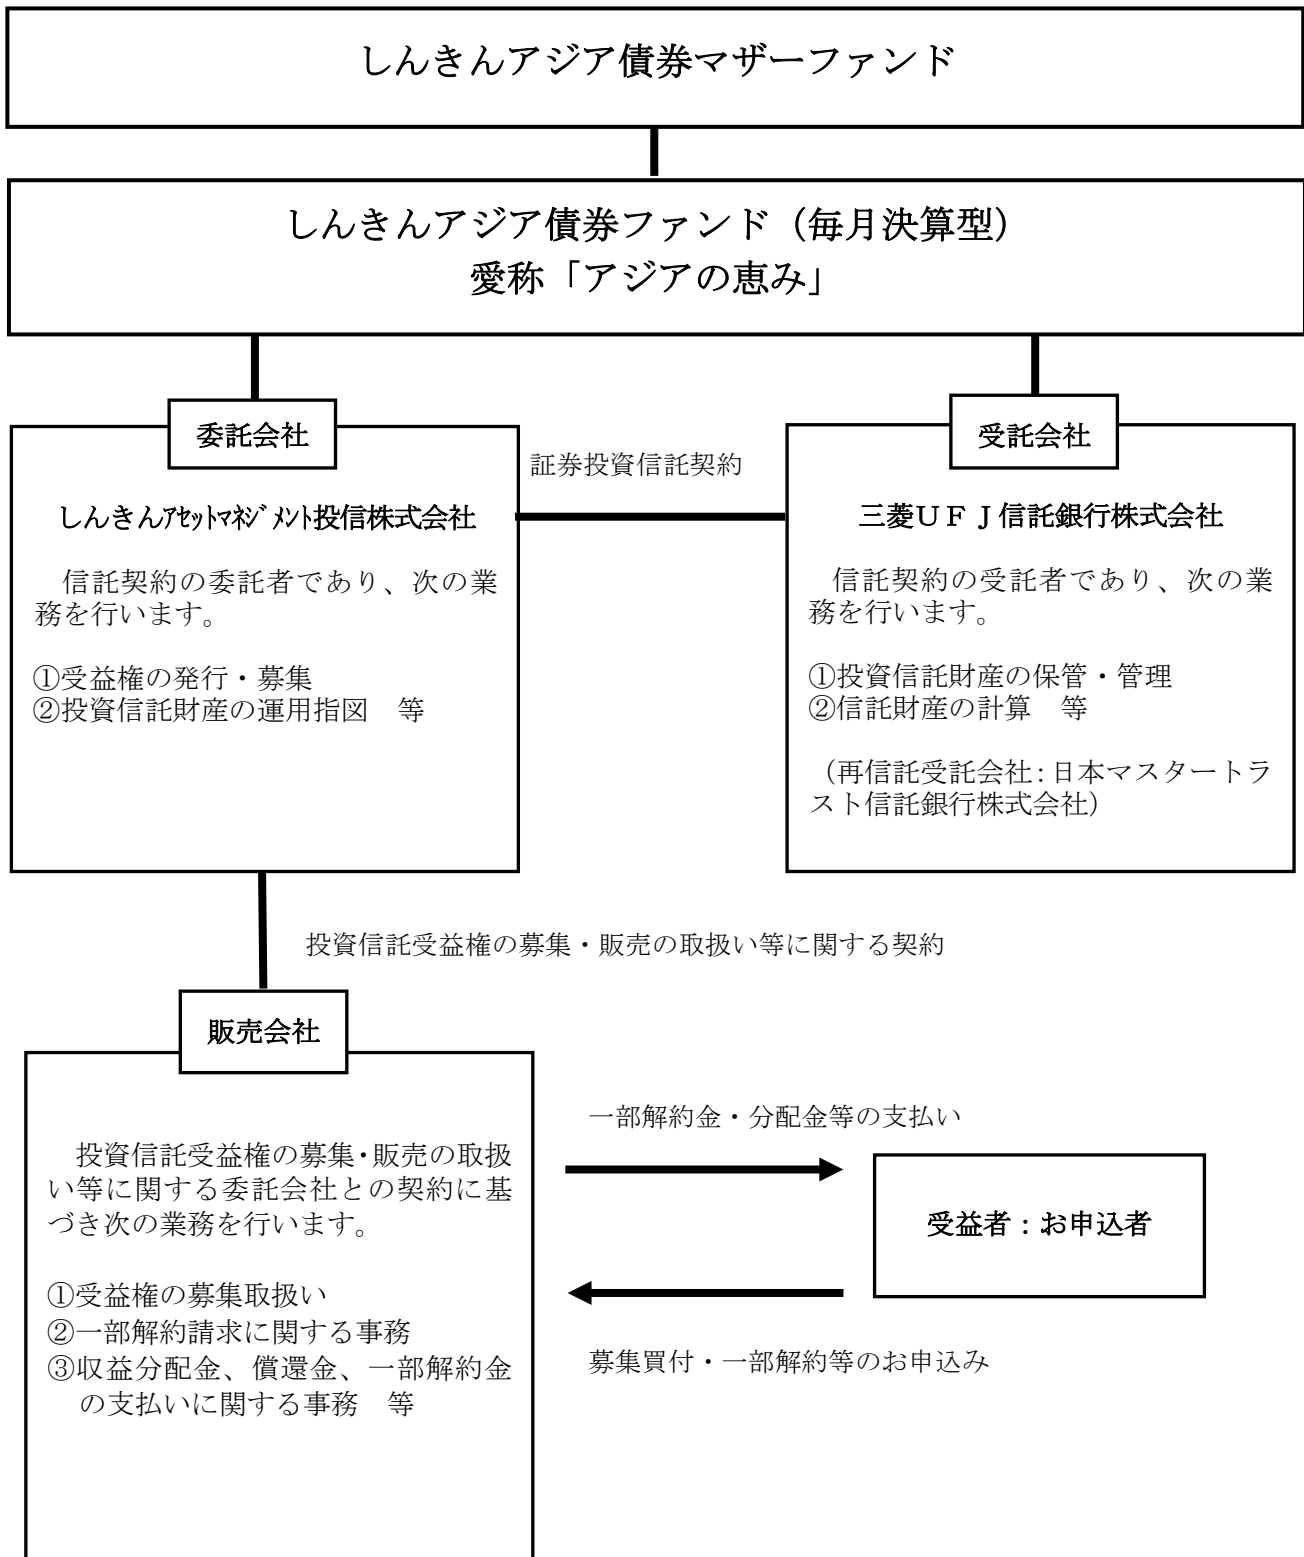 しんきんアジア債券マザーファンド
しんきんアジア債券ファンド（毎月決算型）
愛称「アジアの恵み」
委託会社
しんきんｱｾｯﾄﾏﾈｼﾞﾒﾝﾄ投信株式会社
信託契約の委託者であり、次の業
務を行います。
①受益権の発行・募集
②投資信託財産の運用指図　等
証券投資信託契約
受託会社
三菱ＵＦＪ信託銀行株式会社
信託契約の受託者であり、次の業
務を行います。
①投資信託財産の保管・管理
②信託財産の計算　等
（再信託受託会社：日本マスタートラ
スト信託銀行株式会社）
投資信託受益権の募集・販売の取扱い等に関する契約
販売会社
投資信託受益権の募集・販売の取扱
い等に関する委託会社との契約に基
づき次の業務を行います。
①受益権の募集取扱い
②一部解約請求に関する事務
③収益分配金、償還金、一部解約金
の支払いに関する事務　等
一部解約金・分配金等の支払い
受益者：お申込者
募集買付・一部解約等のお申込み